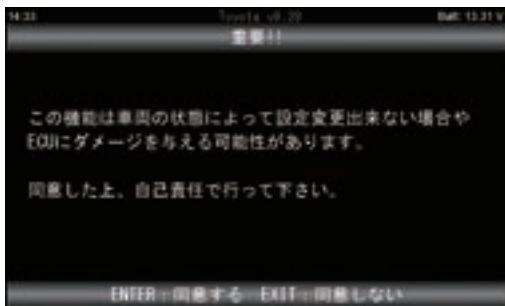 14:33 Toyota v8.20 Batt: 13.31 V
重要!!
この機能は車両の状態によって設定変更出来ない場合や
ECUにダメージを与える可能性があります。
同意した上、自己責任で行って下さい。
ENTER：同意する EXIT：同意しない